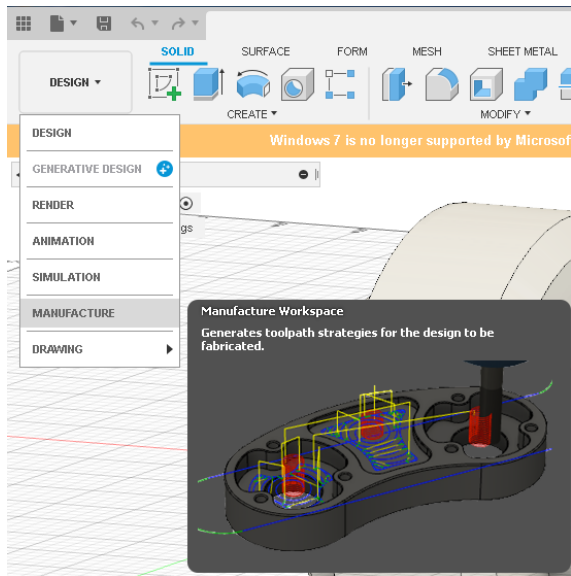 SOLID SURFACE FORM MESH SHEET METAL
DESIGN
CREATE MODIFY
DESIGN
Windows 7 is no longer supported by Microsof
GENERATIVE DESIGN
RENDER
gs
ANIMATION
SIMULATION
MANUFACTURE
Manufacture Workspace
Generates toolpath strategies for the design to be
fabricated.
DRAWING